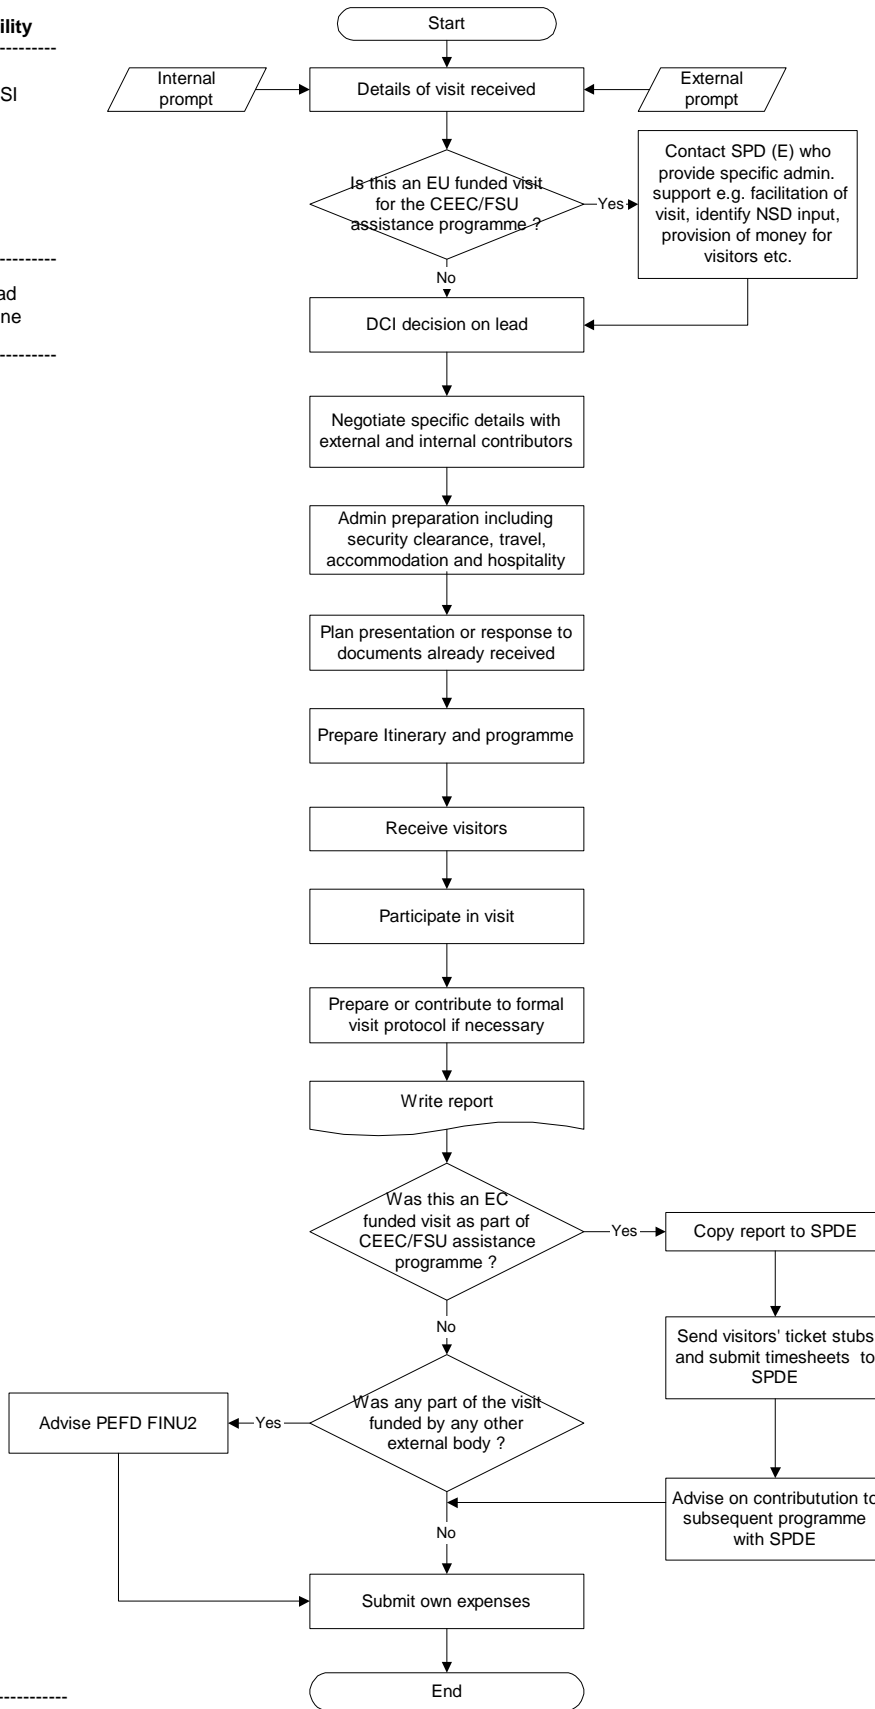 ility
Start
SI
Internal
prompt
Details of visit received
External
prompt
Is this an EU funded visit
for the CEEC/FSU
assistance programme ?
Yes
Contact SPD (E) who
provide specific admin.
support e.g. facilitation of
visit, identify NSD input,
provision of money for
visitors etc.
No
ad
ne
DCI decision on lead
Negotiate specific details with
external and internal contributors
Admin preparation including
security clearance, travel,
accommodation and hospitality
Plan presentation or response to
documents already received
Prepare Itinerary and programme
Receive visitors
Participate in visit
Prepare or contribute to formal
visit protocol if necessary
Write report
Was this an EC
funded visit as part of
CEEC/FSU assistance
programme ?
Yes
Copy report to SPDE
No
Send visitors' ticket stubs
and submit timesheets to
SPDE
Was any part of the visit
funded by any other
external body ?
Yes
Advise PEFD FINU2
Advise on contributution to
subsequent programme
with SPDE
No
Submit own expenses
End